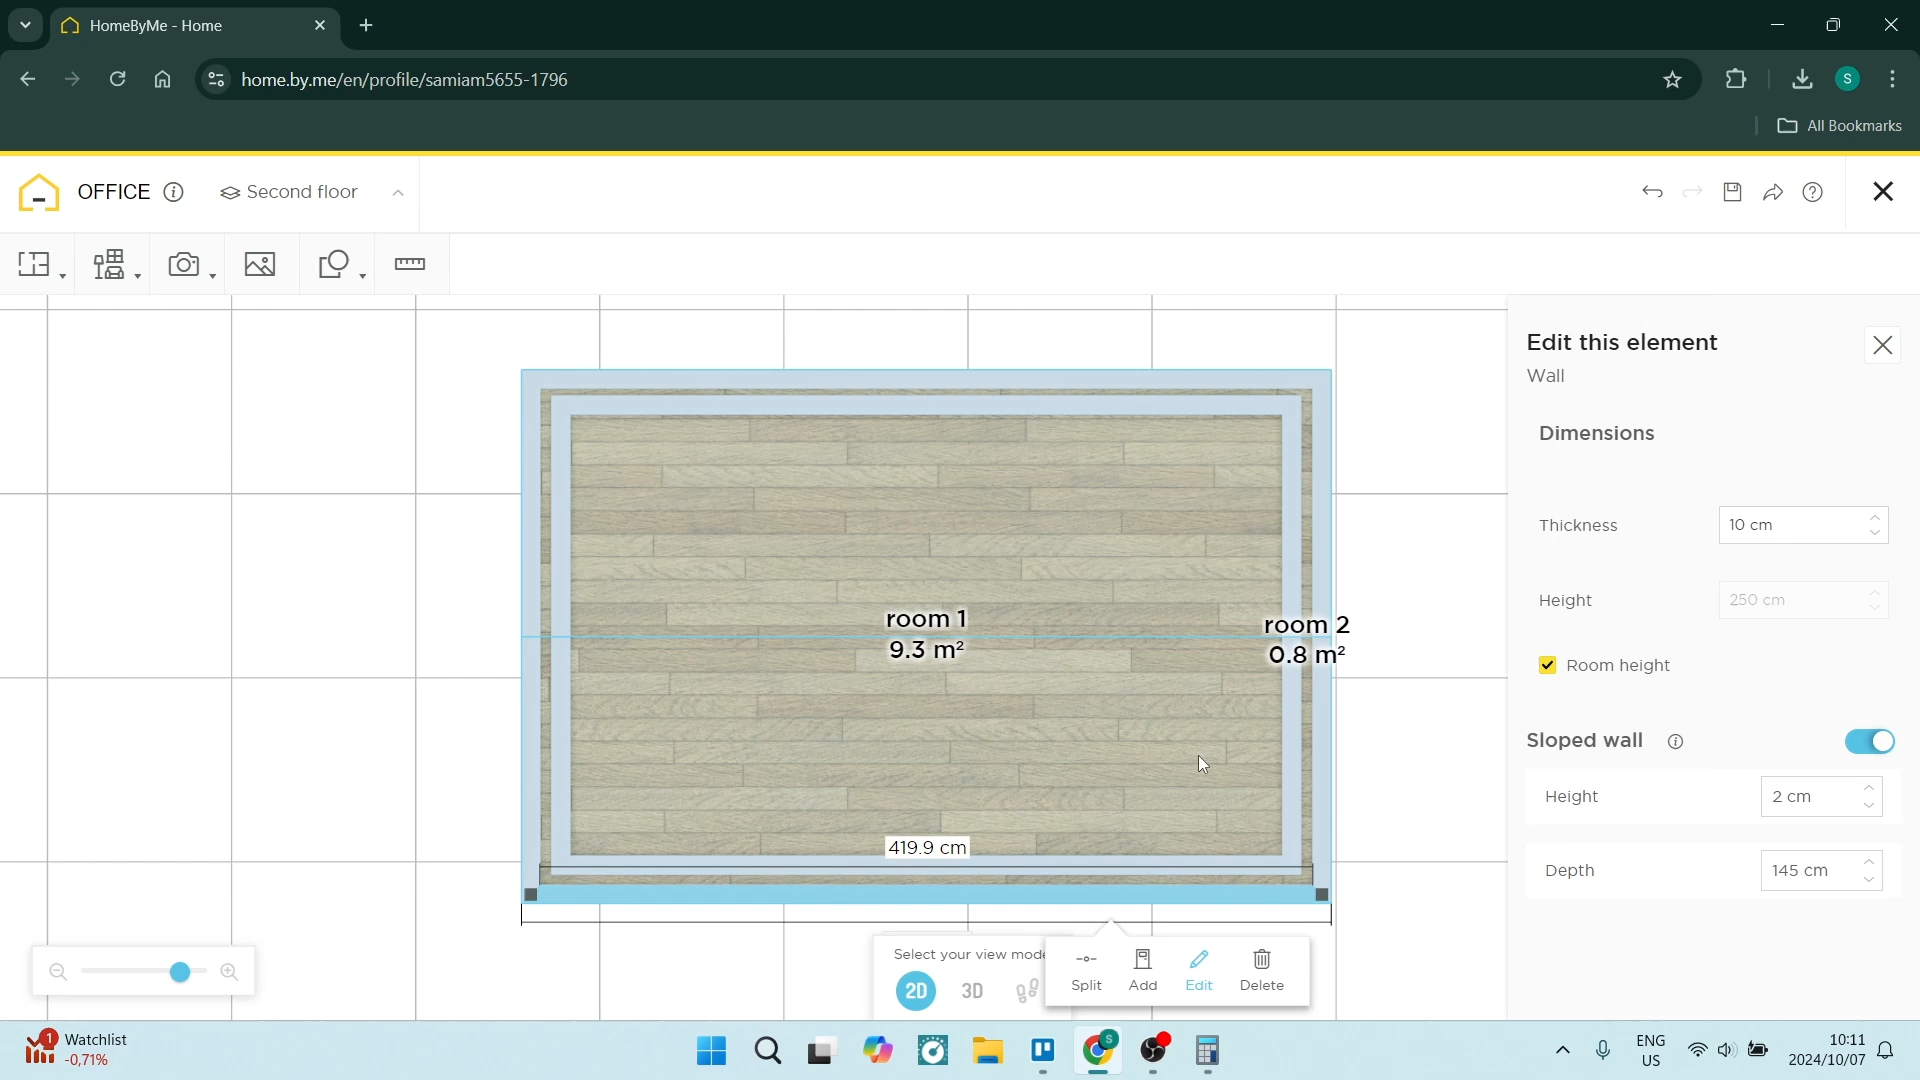 HomeByMe - Home
home.by.me/en/profile/samiam5655-1796
S
All Bookmarks
OFFICE
Second floor
Edit this element
Wall
Dimensions
Thickness
10 cm
Height
250 cm
Room height
Sloped wall
Height
2 cm
Depth
145 cm
room 1
9.3 m²
room 2
0.8 m²
419.9 cm
Select your view mode
2D
3D
Split
Add
Edit
Delete
1
Watchlist
-0,71%
S
ENG
US
10:11
2024/10/07